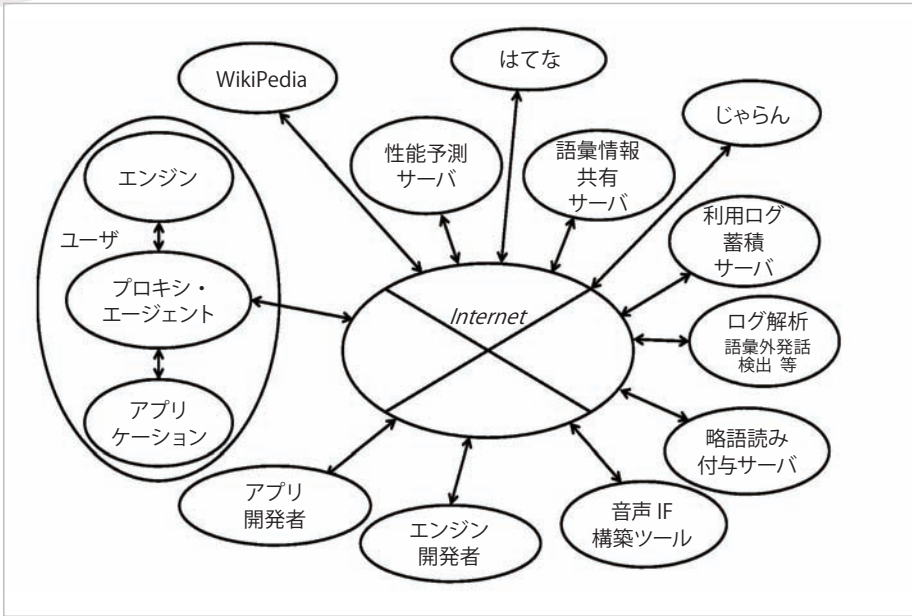 WikiPedia
はてな
じゃらん
性能予測
サーバ
語彙情報
共有
サーバ
エンジン
ユーザ
プロキシ・
エージェント
アプリ
ケーション
Internet
利用ログ
蓄積
サーバ
ログ解析
語彙外発話
検出 等
略語読み
付与サーバ
音声 IF
構築ツール
エンジン
開発者
アプリ
開発者